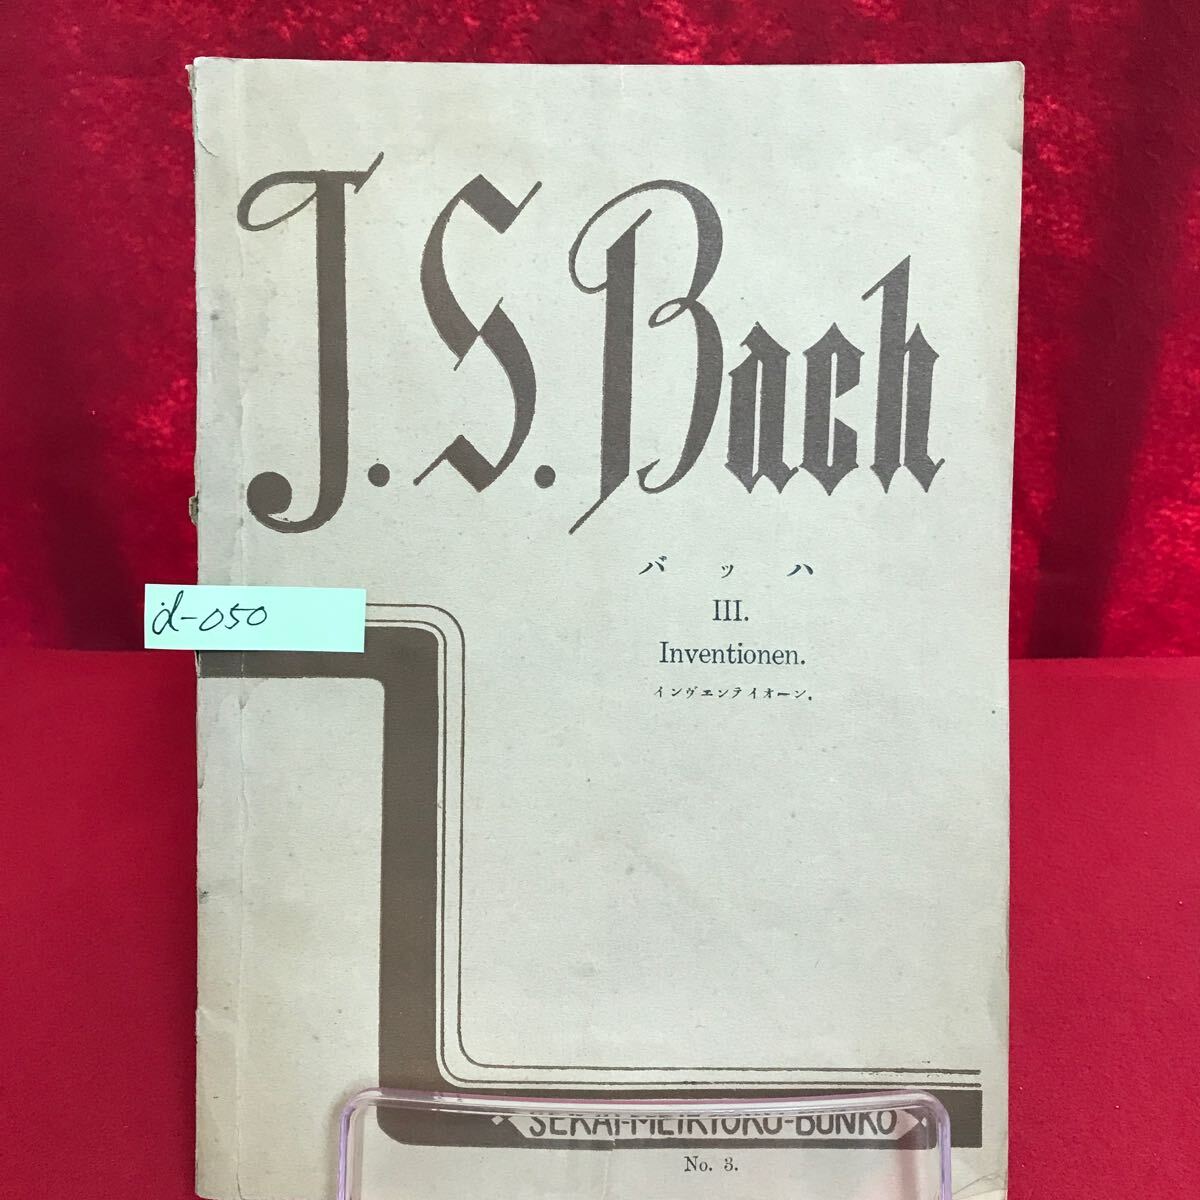 J. S. Bach
バッハ
III.
Inventionen.
インヴエンテイオーン.
d-050
SEKAI-MEIKYOKU-BUNKO
No. 3.